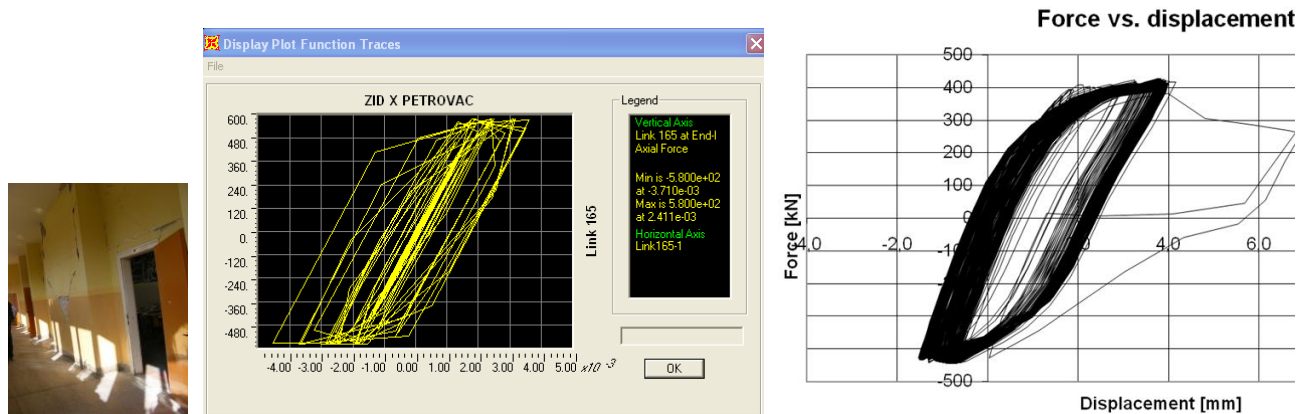 Display Plot Function Traces
File
ZID X PETROVAC
600.
480.
360.
240.
120.
0.
-120.
-240.
-360.
-480.
-4.00 -3.00 -2.00 -1.00 0.00 1.00 2.00 3.00 4.00 5.00 x10 -3
Link 165
Legend
Vertical Axis
Link 165 at End-I
Axial Force
Min is -5.800e+02
at -3.710e-03
Max is 5.800e+02
at 2.411e-03
Horizontal Axis
Link165-1
OK
Force vs. displacement
500
400
300
200
100
0
-500
-2.0 4.0 6.0
Force [kN]
Displacement [mm]